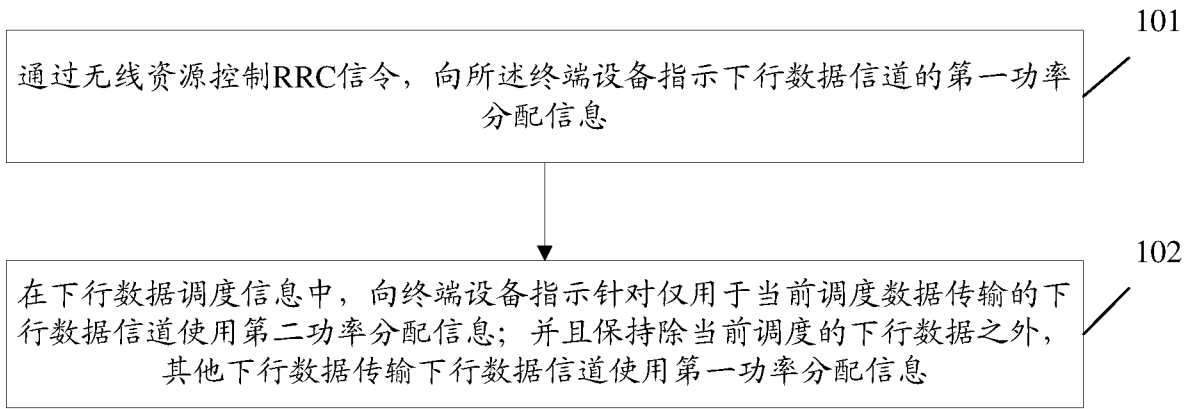 101
通过无线资源控制RRC信令，向所述终端设备指示下行数据信道的第一功率
分配信息
102
在下行数据调度信息中，向终端设备指示针对仅用于当前调度数据传输的下
行数据信道使用第二功率分配信息；并且保持除当前调度的下行数据之外，
其他下行数据传输下行数据信道使用第一功率分配信息